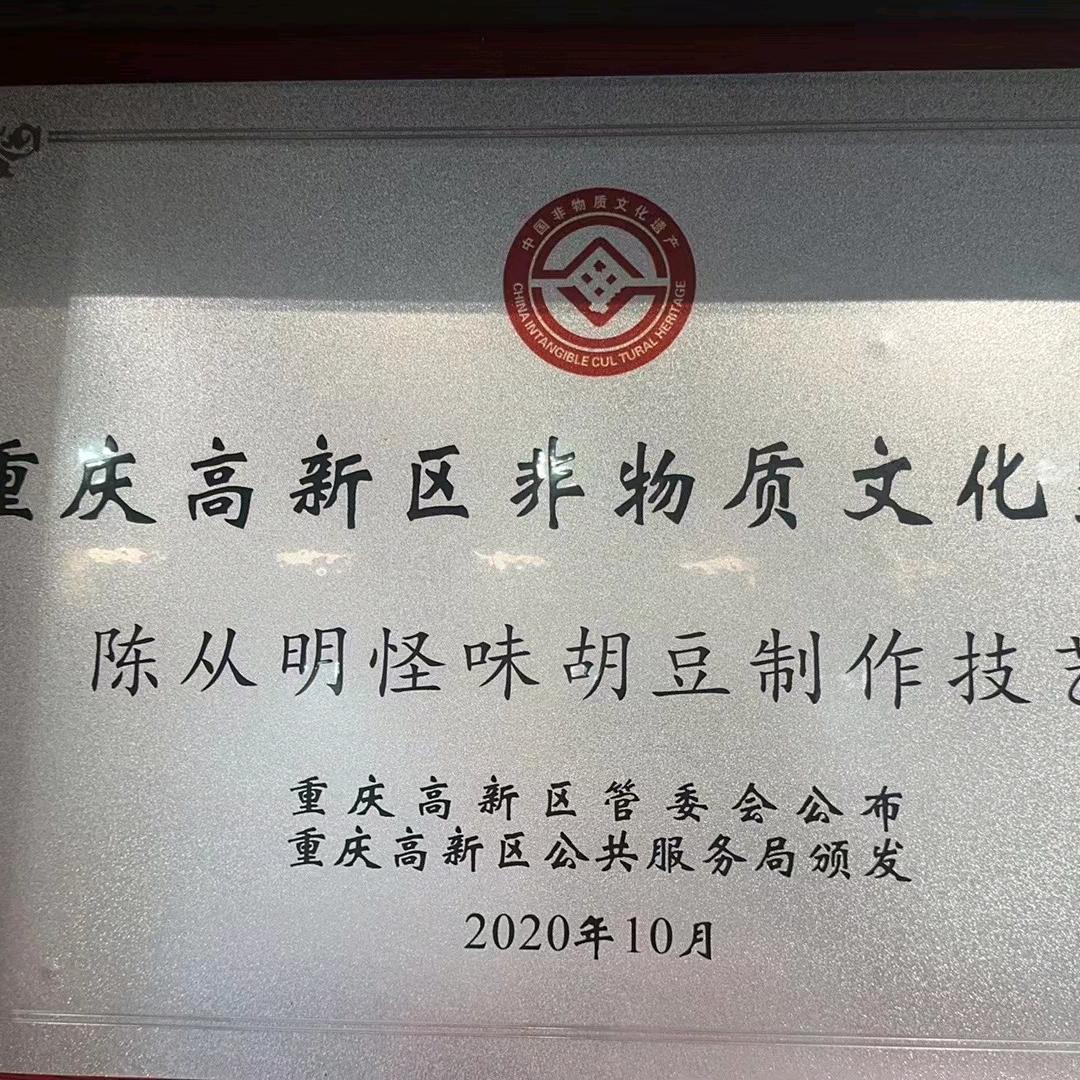 中国非物质文化遗产
CHINA INTANGIBLE CULTURAL HERITAGE
重庆高新区非物质文化
陈从明怪味胡豆制作技艺
重庆高新区管委会公布
重庆高新区公共服务局颁发
2020年10月